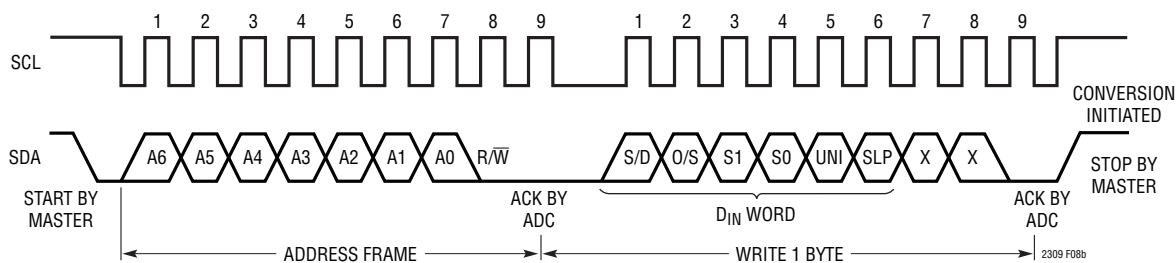 1 2 3 4 5 6 7 8 9 1 2 3 4 5 6 7 8 9
SCL
CONVERSION
INITIATED
SDA
A6 A5 A4 A3 A2 A1 A0 R/W̅ S/D O/S S1 S0 UNI SLP X X
START BY
MASTER
ACK BY
ADC
DIN WORD
ACK BY
ADC
STOP BY
MASTER
ADDRESS FRAME
WRITE 1 BYTE
2309 F08b